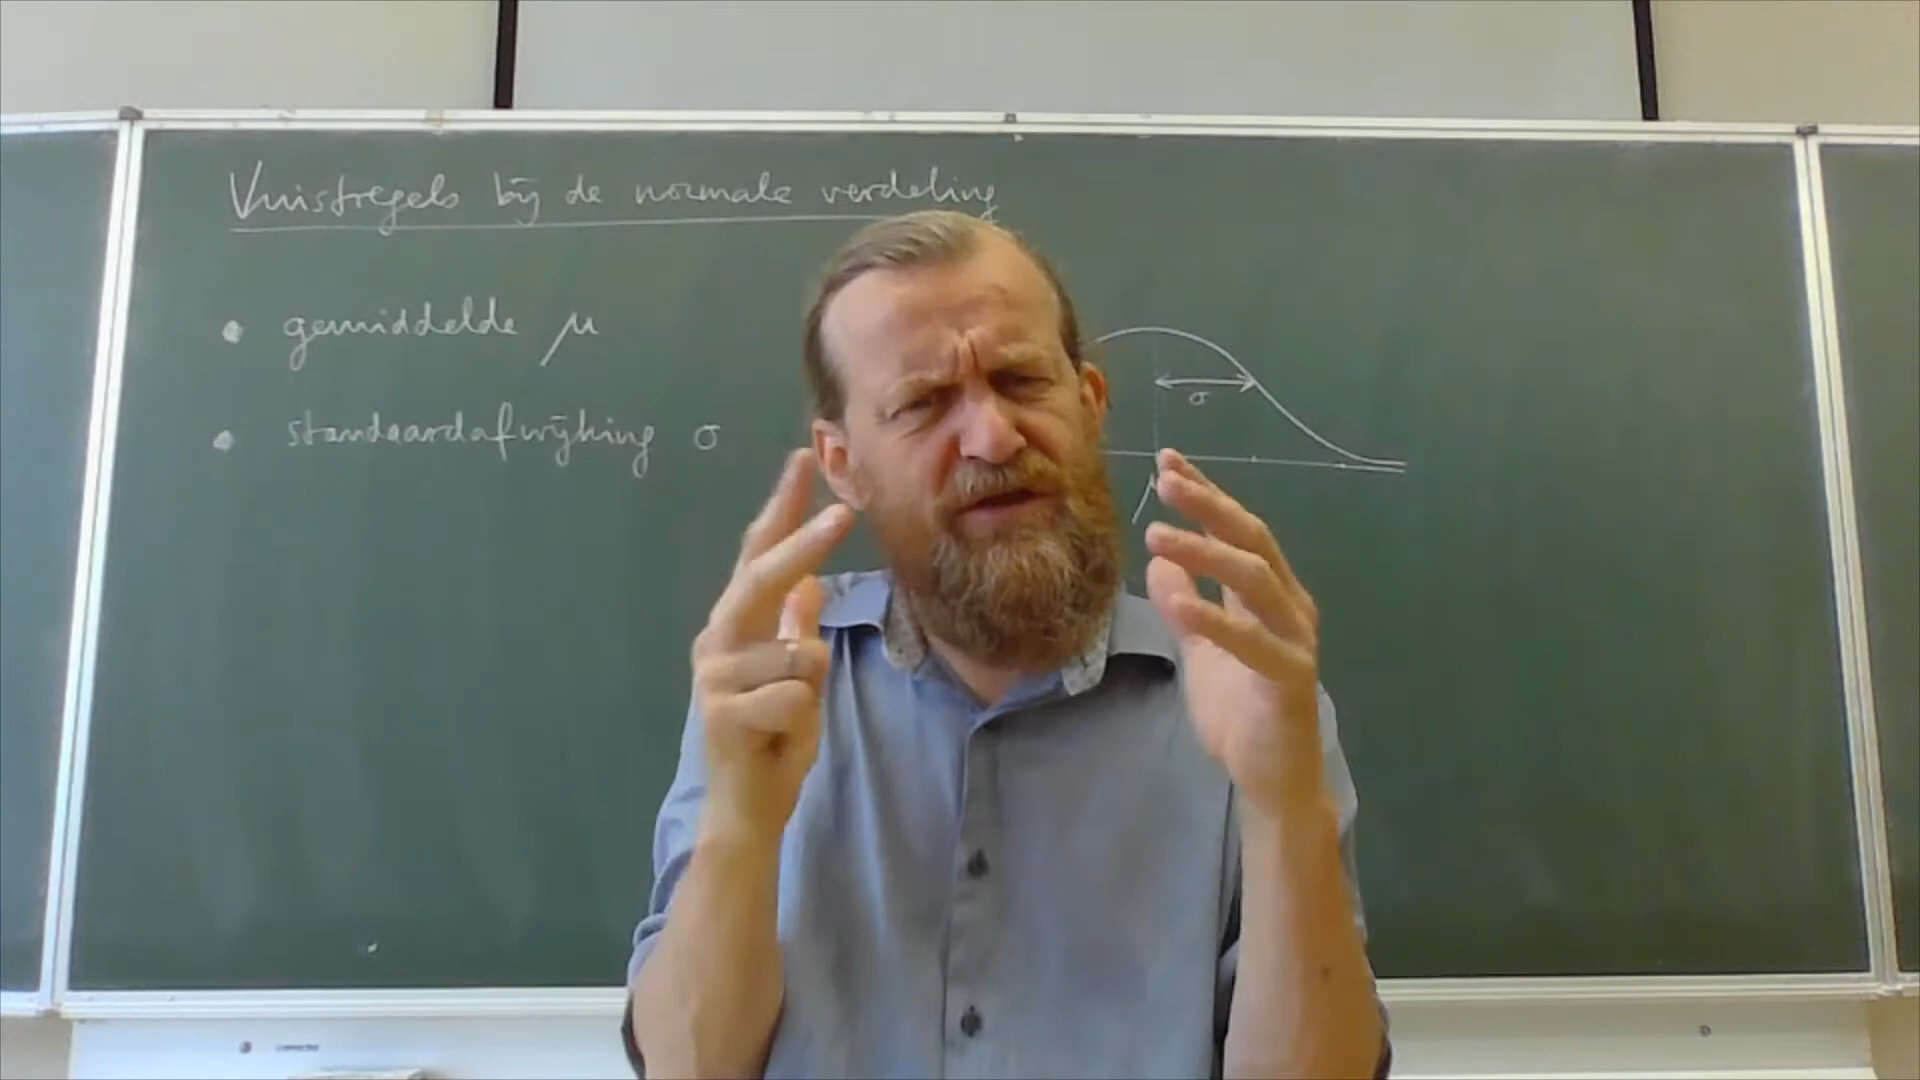 Vuistregels bij de normale verdeling
• gemiddelde μ
• standaardafwijking σ
σ
μ